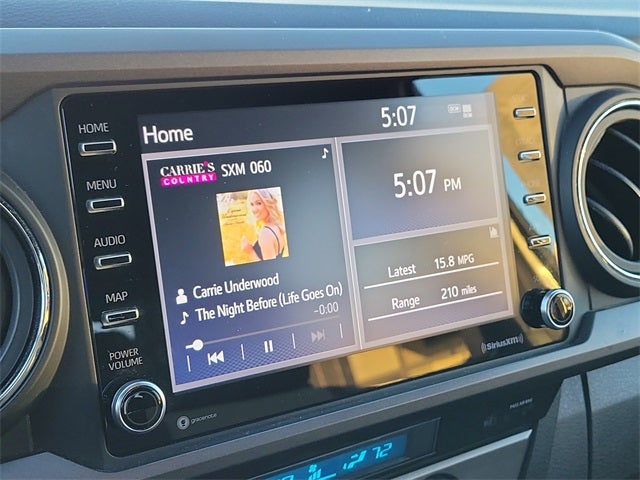 HOME
MENU
AUDIO
MAP
POWER
VOLUME
Home
5:07
DCM
CARRIE'S
COUNTRY
SXM 060
Carrie Underwood
The Night Before (Life Goes On)
-0:00
5:07 PM
Latest 15.8 MPG
Range 210 miles
SiriusXM
gracenote
72